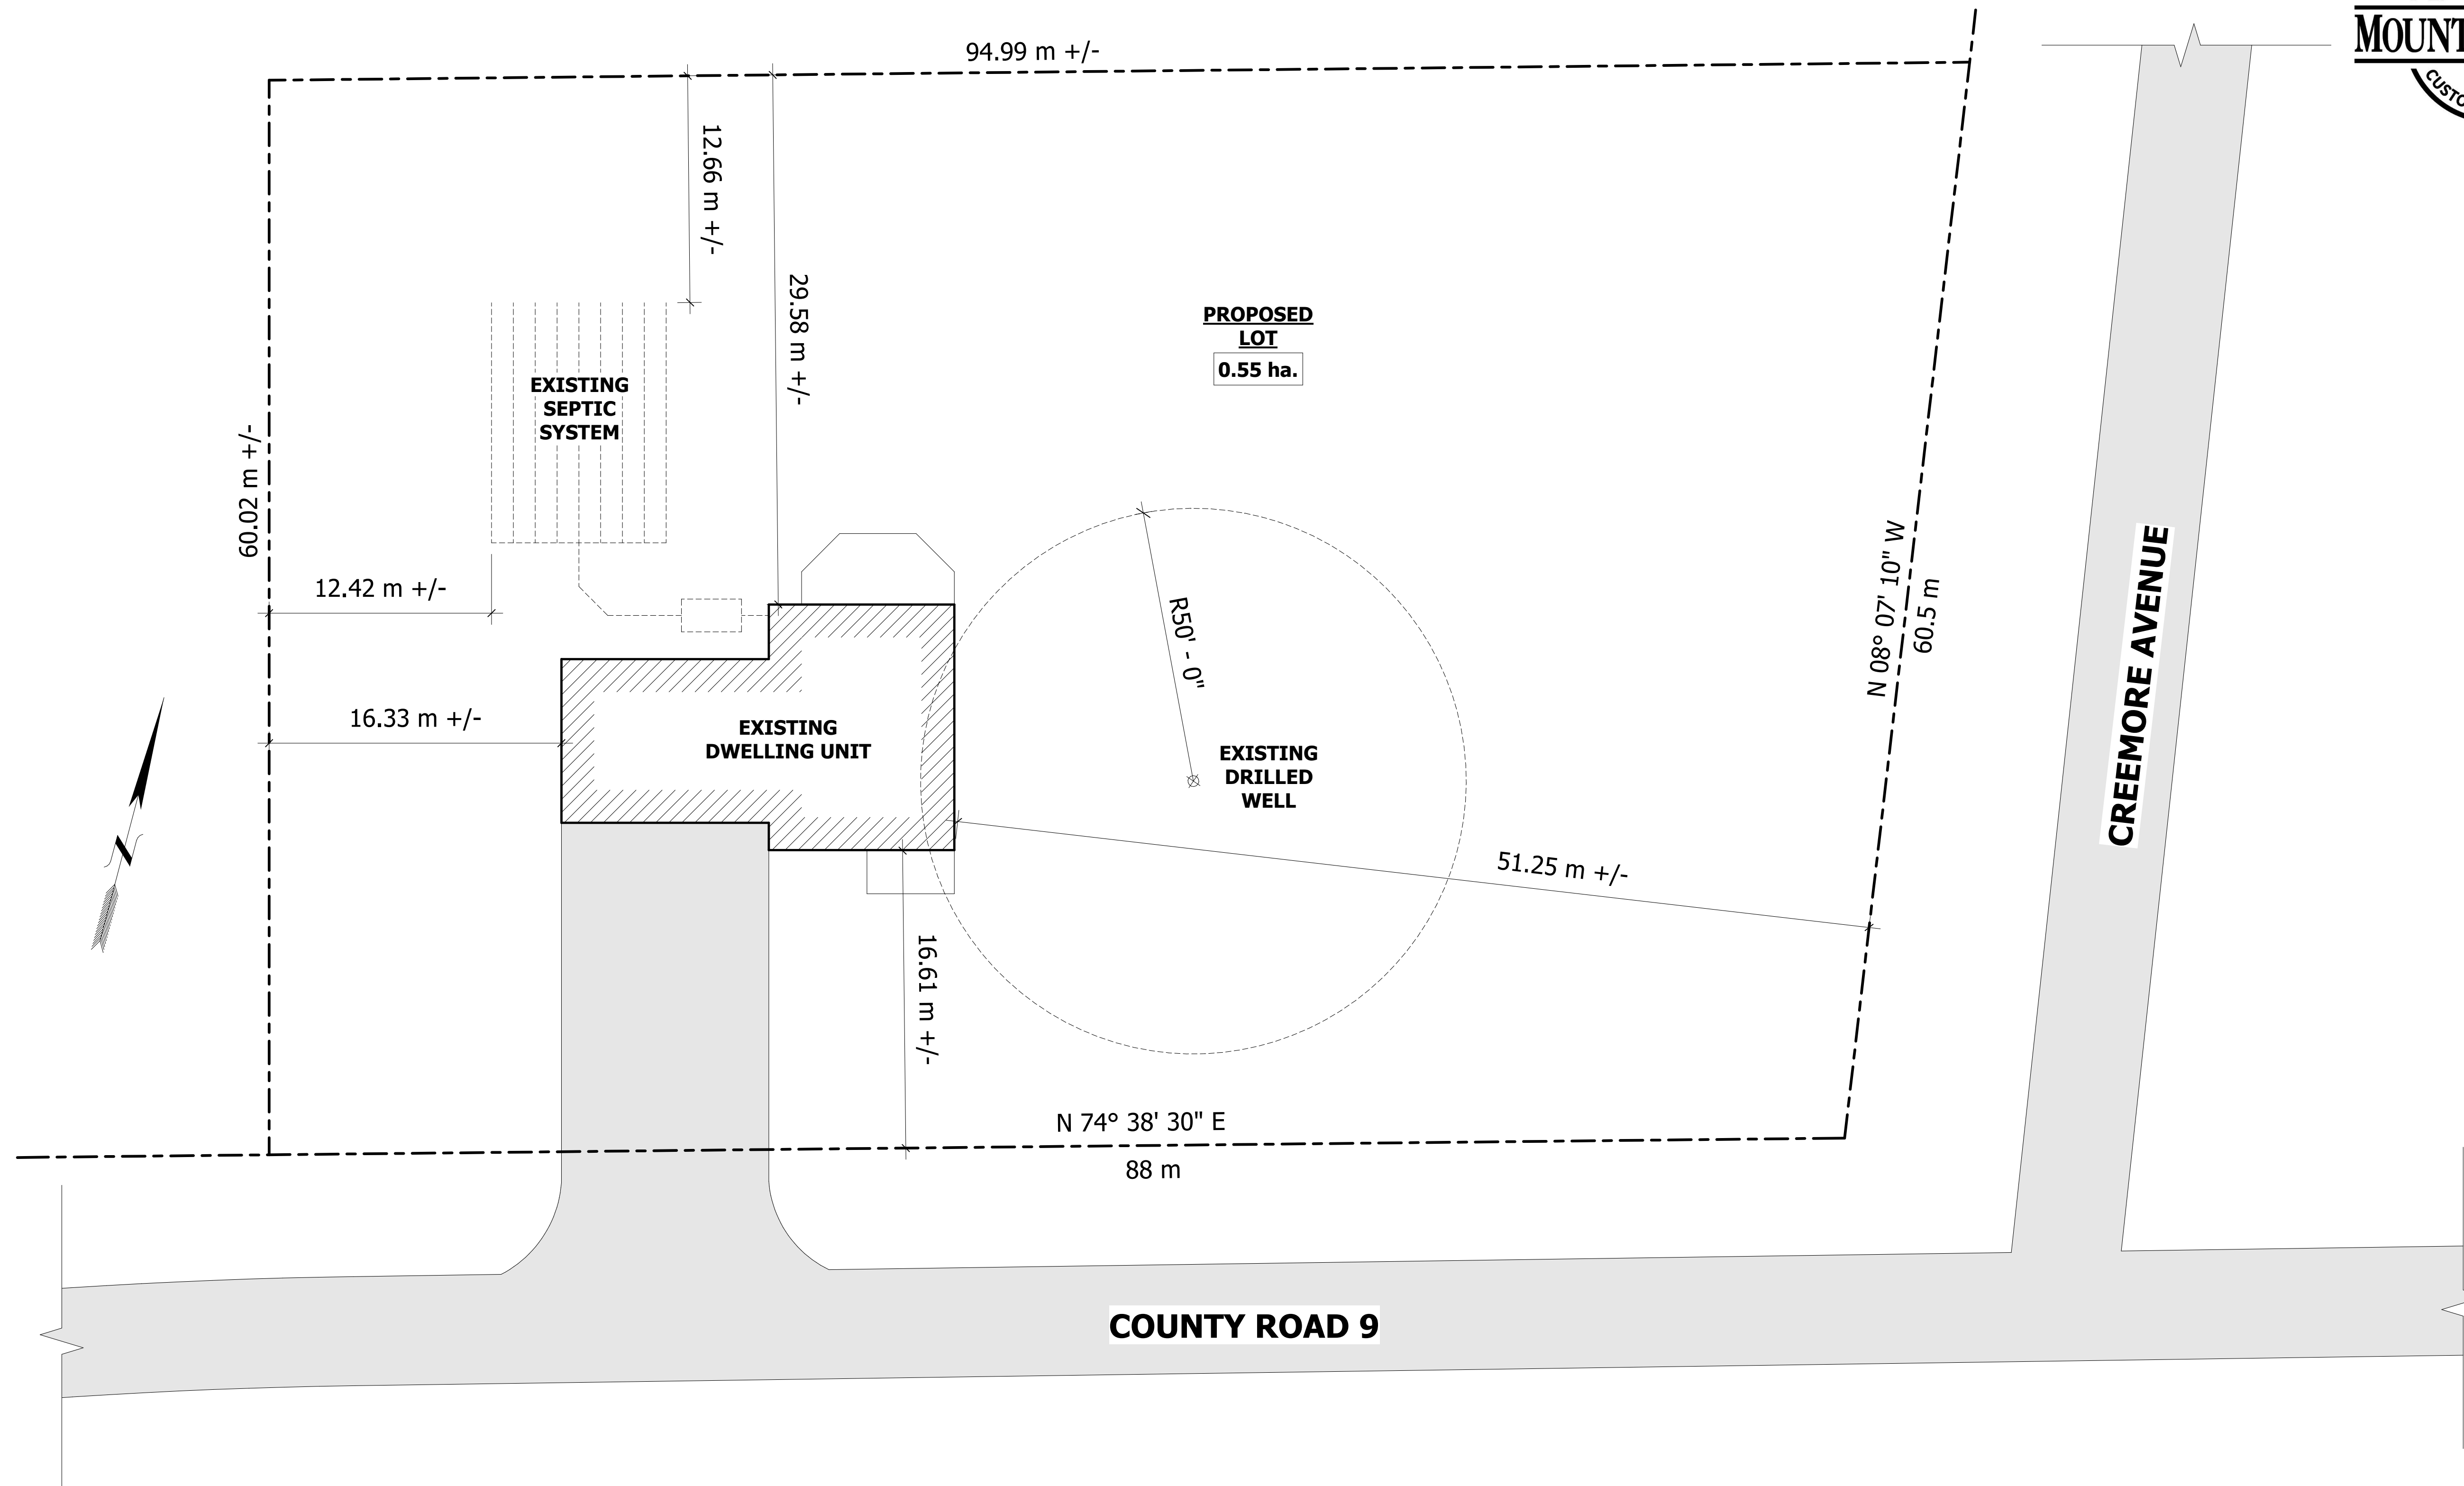 94.99 m +/-
MOUNT
CUSTO
12.66 m +/-
29.58 m +/-
PROPOSED
LOT
0.55 ha.
EXISTING
SEPTIC
SYSTEM
60.02 m +/-
12.42 m +/-
R50' - 0"
N 08° 07' 10" W
60.5 m
CREEMORE AVENUE
16.33 m +/-
EXISTING
DWELLING UNIT
EXISTING
DRILLED
WELL
N
51.25 m +/-
16.61 m +/-
N 74° 38' 30" E
88 m
COUNTY ROAD 9